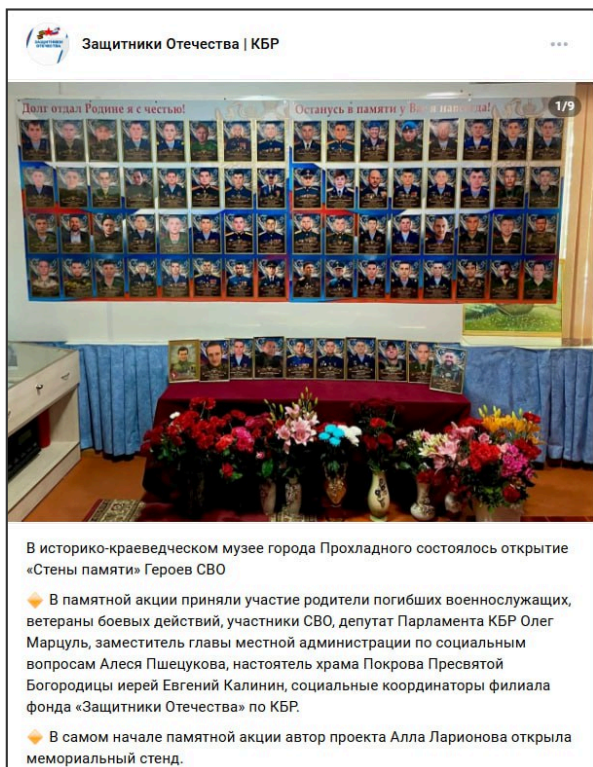 ЗАЩИТНИКИ
ОТЕЧЕСТВА
Защитники Отечества | КБР
Долг отдал Родине я с честью! Останусь в памяти у Вас я навсегда!
1/9
В историко-краеведческом музее города Прохладного состоялось открытие
«Стены памяти» Героев СВО
🔸 В памятной акции приняли участие родители погибших военнослужащих,
ветераны боевых действий, участники СВО, депутат Парламента КБР Олег
Марцуль, заместитель главы местной администрации по социальным
вопросам Алеся Пшецукова, настоятель храма Покрова Пресвятой
Богородицы иерей Евгений Калинин, социальные координаторы филиала
фонда «Защитники Отечества» по КБР.
🔸 В самом начале памятной акции автор проекта Алла Ларионова открыла
мемориальный стенд.